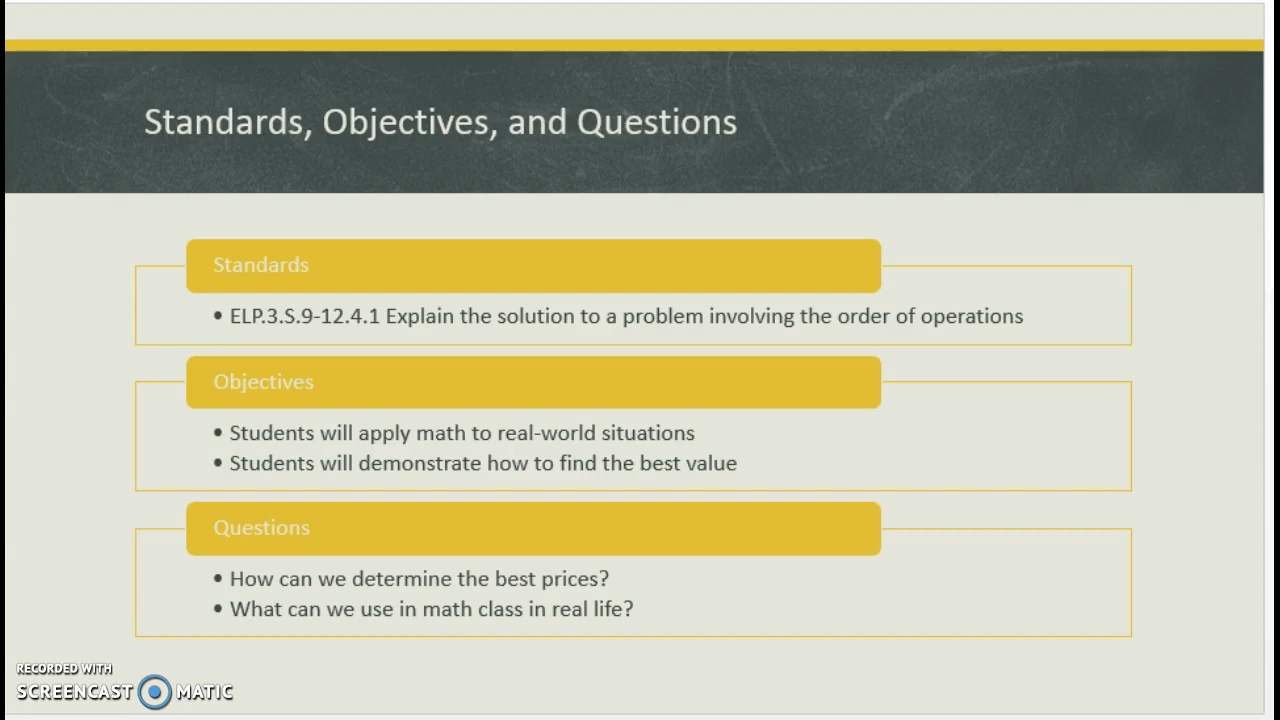 Standards, Objectives, and Questions
Standards
• ELP.3.S.9-12.4.1 Explain the solution to a problem involving the order of operations
Objectives
• Students will apply math to real-world situations
• Students will demonstrate how to find the best value
Questions
• How can we determine the best prices?
• What can we use in math class in real life?
RECORDED WITH
SCREENCAST MATIC